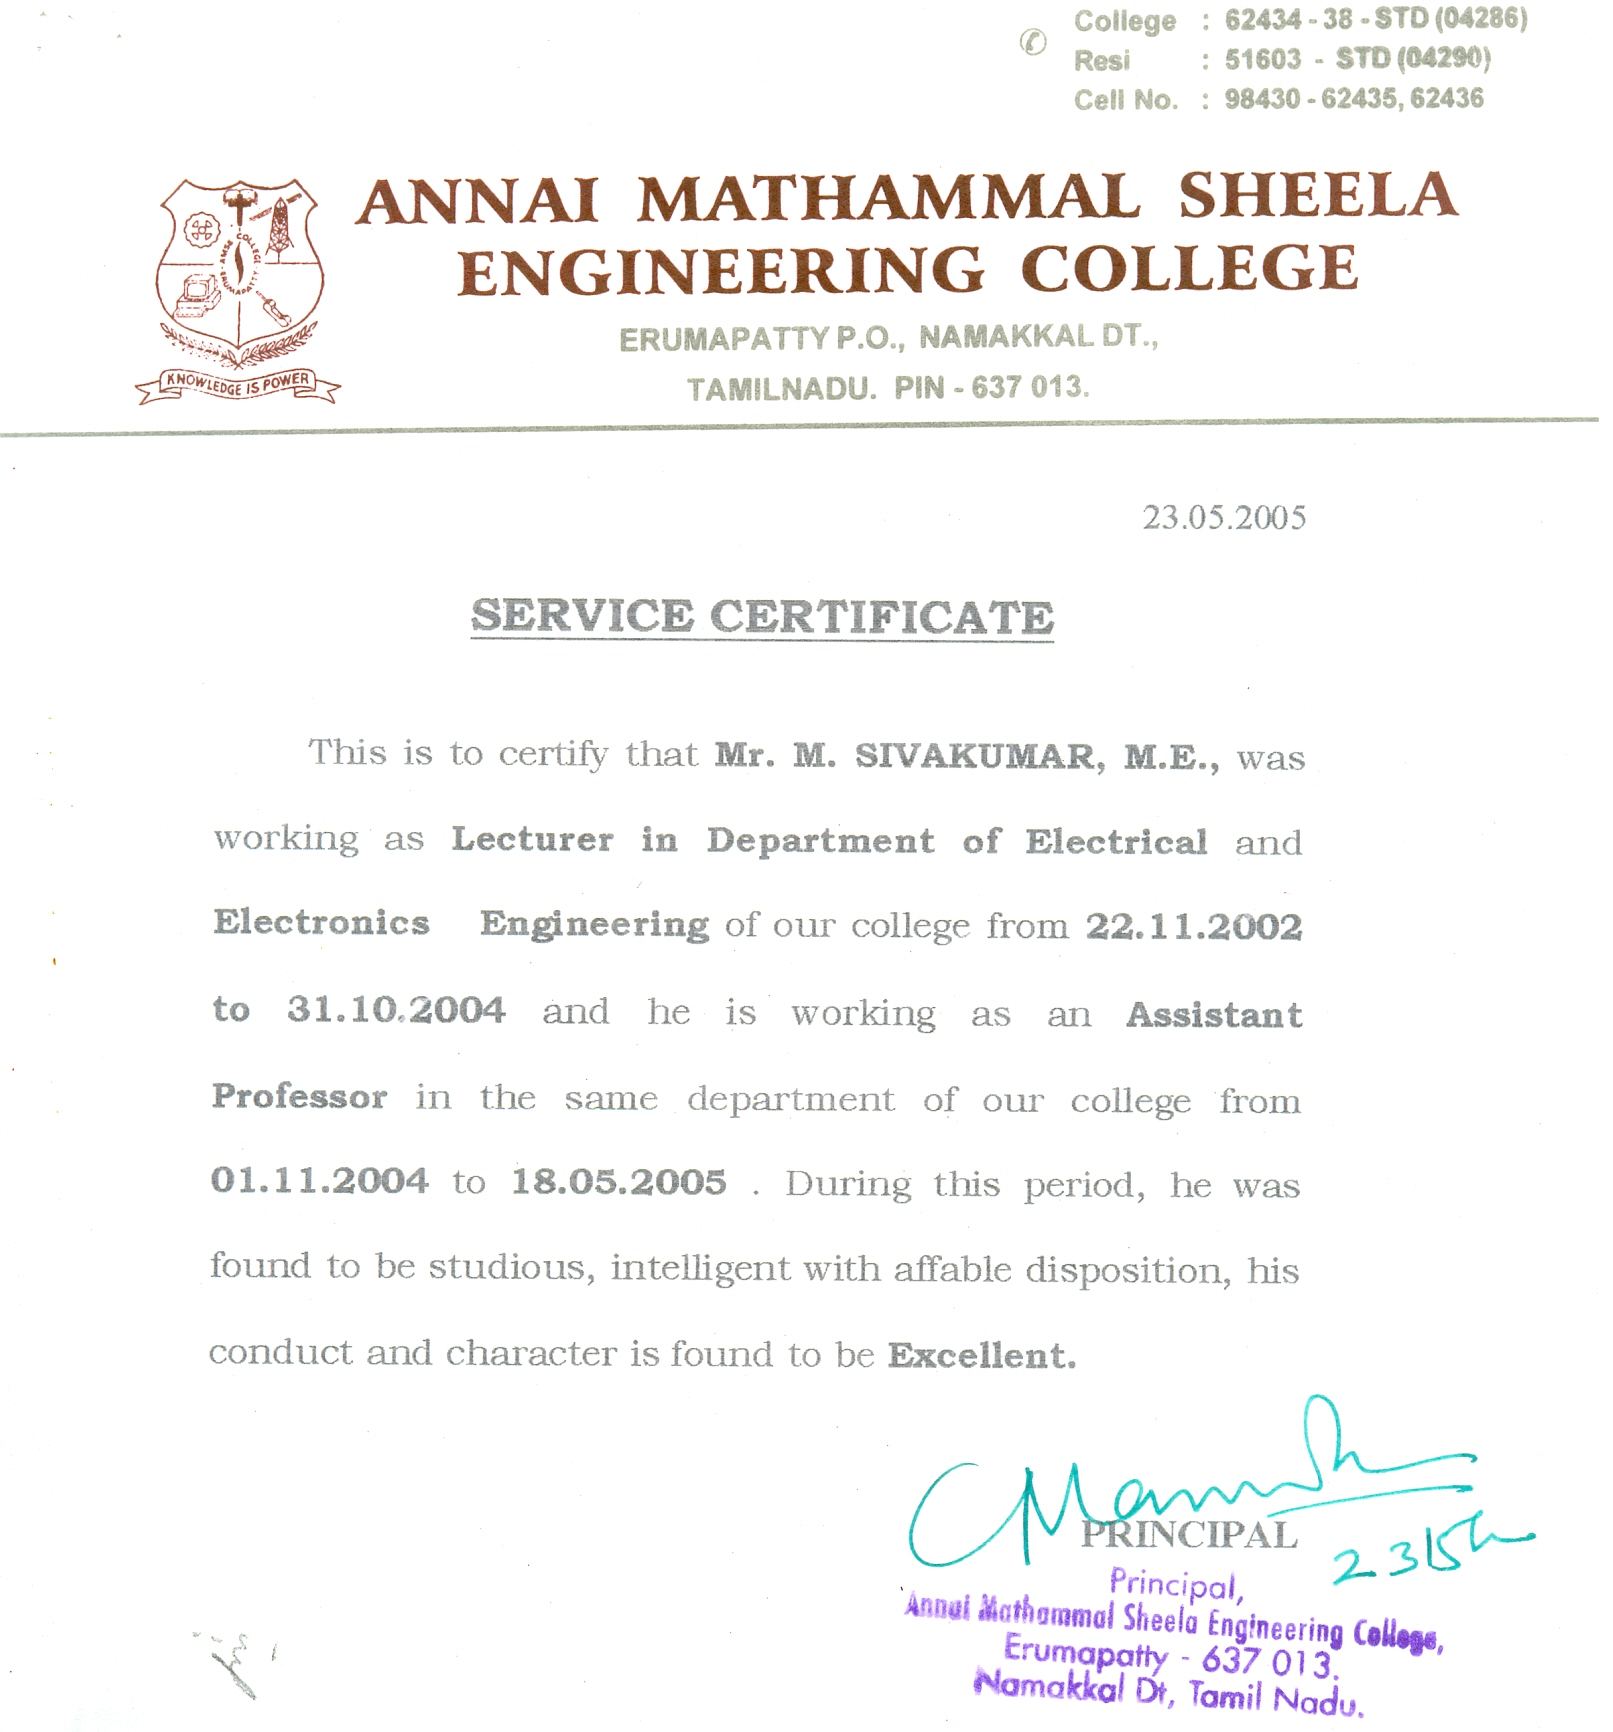 College : 62434 - 38 - STD (04286)
Resi : 51603 - STD (04290)
Cell No. : 98430 - 62435, 62436
ANNAI MATHAMMAL SHEELA
ENGINEERING COLLEGE
ERUMAPATTY P.O., NAMAKKAL DT.,
TAMILNADU. PIN - 637 013.
AMSE COLLEGE ERUMAPATTY
KNOWLEDGE IS POWER
23.05.2005
SERVICE CERTIFICATE
This is to certify that Mr. M. SIVAKUMAR, M.E., was
working as Lecturer in Department of Electrical and
Electronics Engineering of our college from 22.11.2002
to 31.10.2004 and he is working as an Assistant
Professor in the same department of our college from
01.11.2004 to 18.05.2005 . During this period, he was
found to be studious, intelligent with affable disposition, his
conduct and character is found to be Excellent.
PRINCIPAL
Principal,
Annai Mathammal Sheela Engineering College,
Erumapatty - 637 013.
Namakkal Dt, Tamil Nadu.